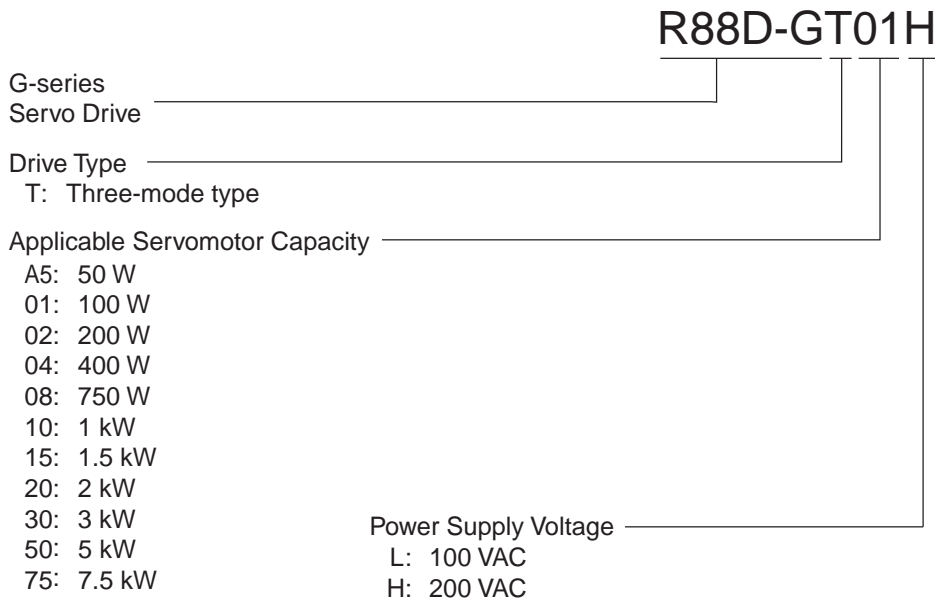 R88D-GT01H
G-series
Servo Drive
Drive Type
T: Three-mode type
Applicable Servomotor Capacity
A5: 50 W
01: 100 W
02: 200 W
04: 400 W
08: 750 W
10: 1 kW
15: 1.5 kW
20: 2 kW
30: 3 kW
50: 5 kW
75: 7.5 kW
Power Supply Voltage
L: 100 VAC
H: 200 VAC